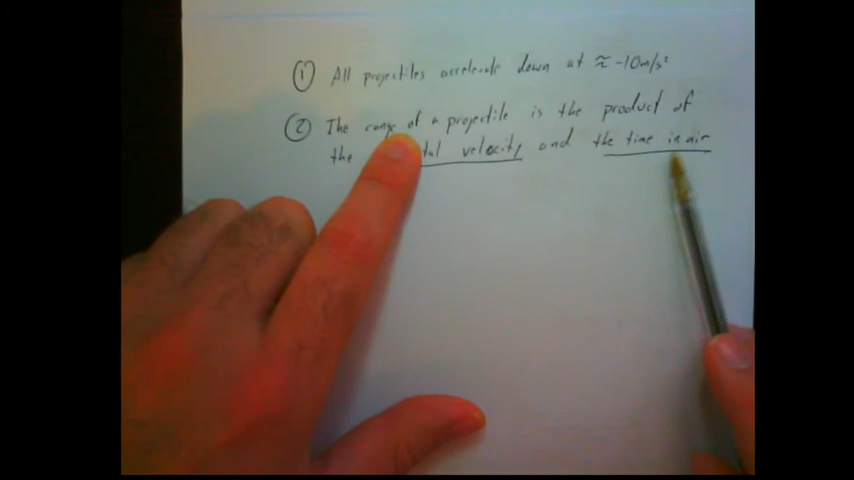 ① All projectiles accelerate down at ≈ -10m/s²
② The range of a projectile is the product of
the tal velocity and the time in air